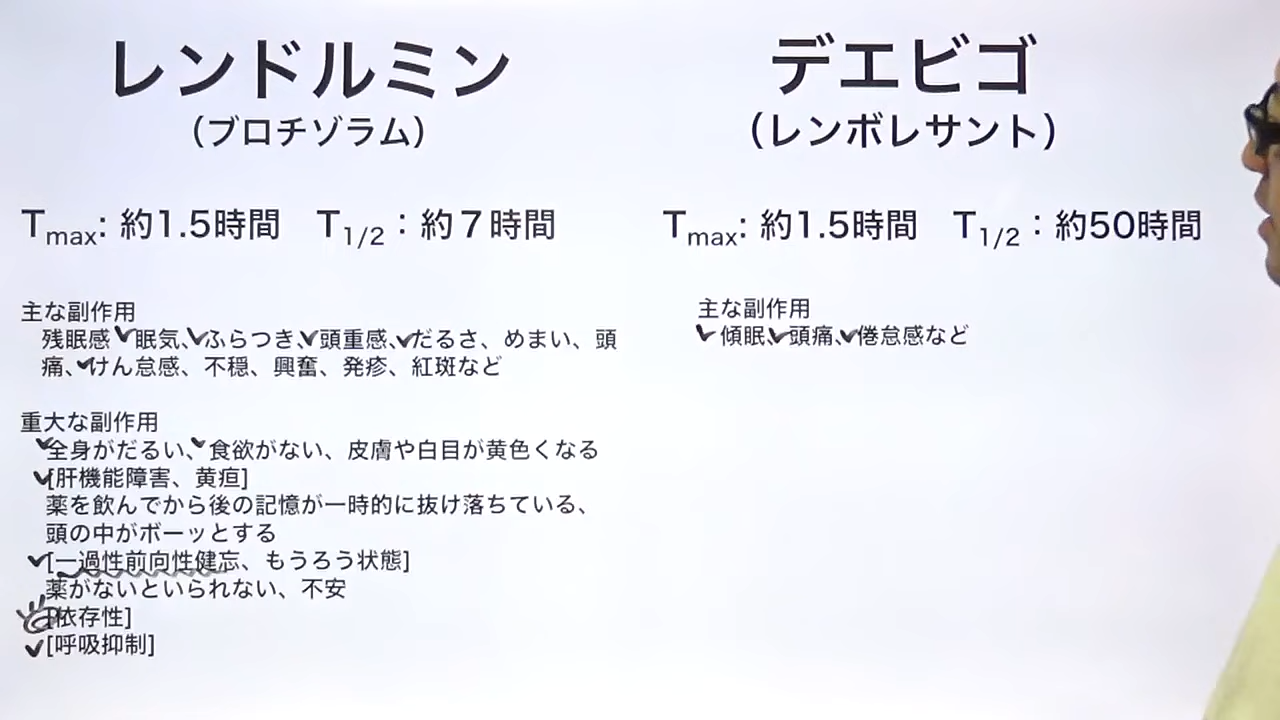 レンドルミン
（ブロチゾラム）
Tmax: 約1.5時間 T1/2：約７時間
主な副作用
残眠感、眠気、ふらつき、頭重感、だるさ、めまい、頭
痛、けん怠感、不穏、興奮、発疹、紅斑など
重大な副作用
全身がだるい、食欲がない、皮膚や白目が黄色くなる
[肝機能障害、黄疸]
薬を飲んでから後の記憶が一時的に抜け落ちている、
頭の中がボーッとする
[一過性前向性健忘、もうろう状態]
薬がないといられない、不安
[依存性]
[呼吸抑制]
デエビゴ
（レンボレサント）
Tmax: 約1.5時間 T1/2：約50時間
主な副作用
傾眠、頭痛、倦怠感など